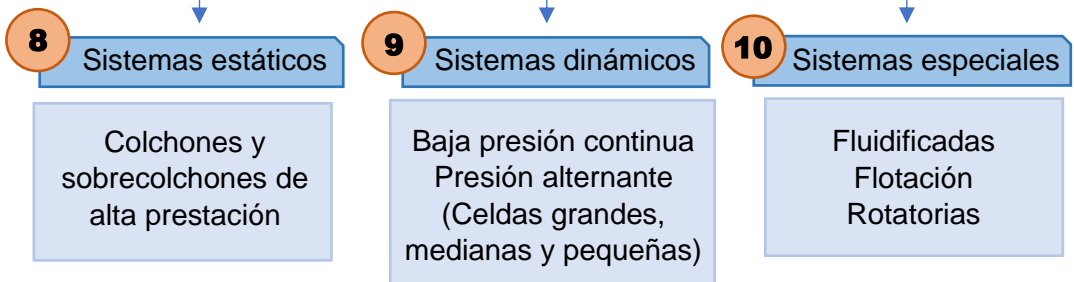 8
Sistemas estáticos
Colchones y
sobrecolchones de
alta prestación
9
Sistemas dinámicos
Baja presión continua
Presión alternante
(Celdas grandes,
medianas y pequeñas)
10
Sistemas especiales
Fluidificadas
Flotación
Rotatorias